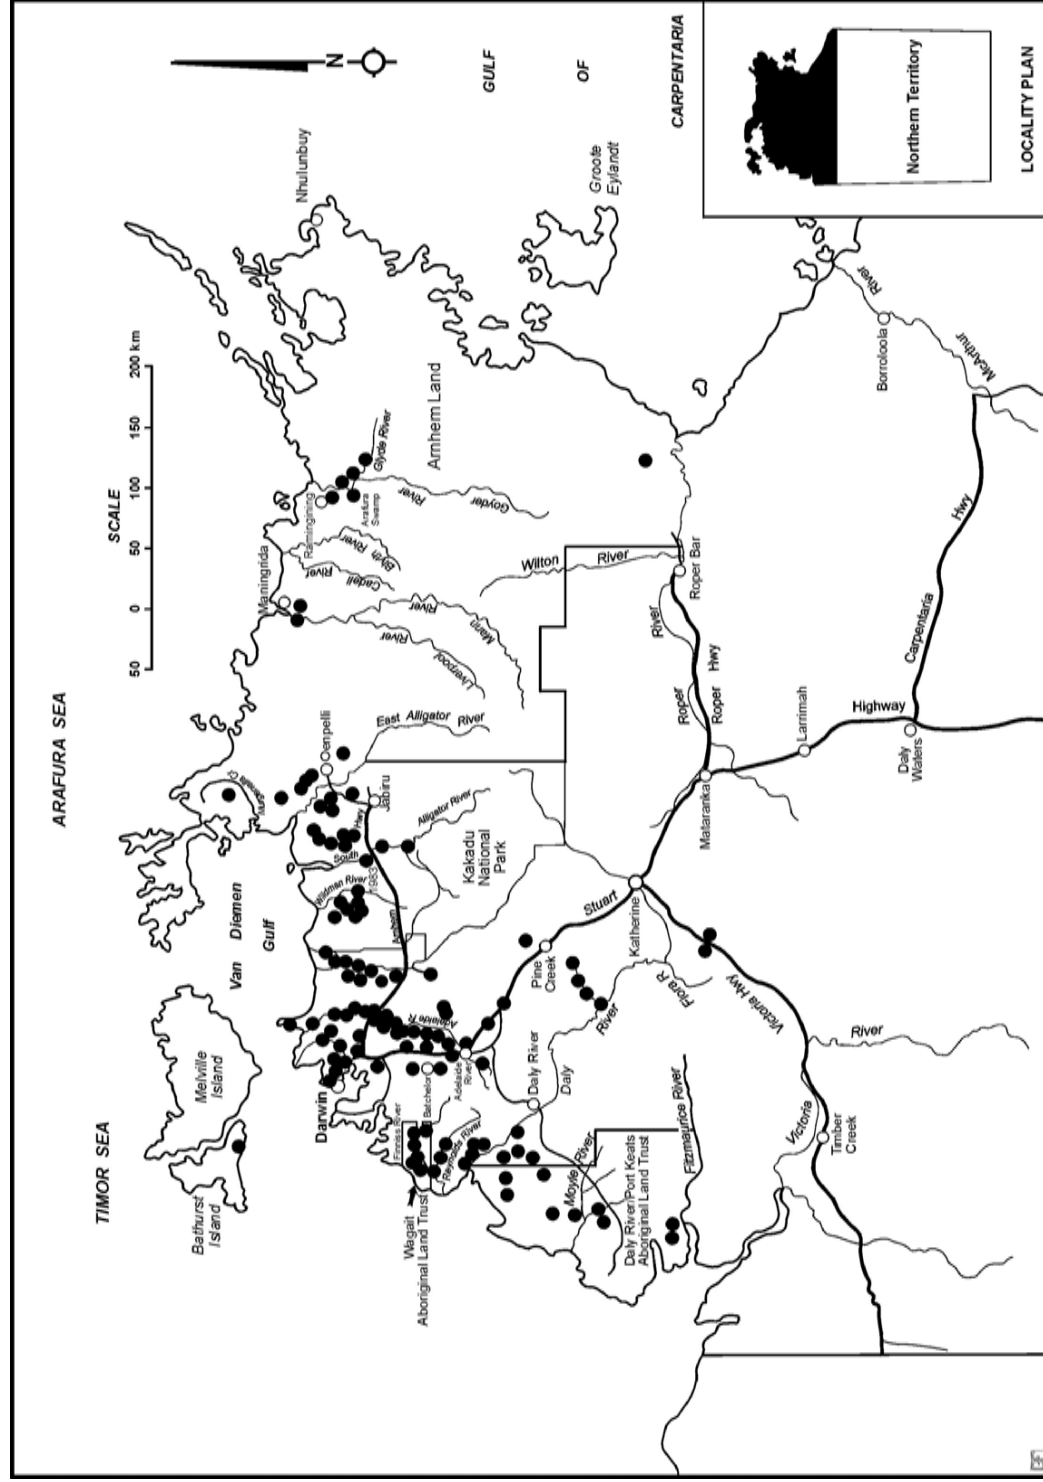 TIMOR SEA
ARAFURA SEA
GULF
OF
CARPENTARIA
N
SCALE
50 0 50 100 150 200 km
Bathurst
Island
Melville
Island
Van Diemen
Gulf
Murgenella Cr
Maningrida
Ramingining
Nhulunbuy
Groote
Eylandt
Arnhem Land
Glyde River
Arafura
Swamp
Goyder
River
Blyth River
Cadell River
Mann River
Liverpool
River
Oenpelli
East Alligator River
Jabiru
South
Alligator River
Wildman River
1983
Arnhem
Hwy
Kakadu
National
Park
Darwin
Adelaide R
Finniss River
Batchelor
Adelaide
River
Reynolds River
Wagait
Aboriginal Land Trust
Daly River
Daly
River
Moyle River
Daly River/Port Keats
Aboriginal Land Trust
Fitzmaurice River
Pine
Creek
Stuart
Katherine
Flora R
Victoria Hwy
Victoria
River
Timber
Creek
Wilton River
Roper Bar
River
Roper
Roper Hwy
Mataranka
Larrimah
Highway
Daly
Waters
Carpentaria Hwy
Borroloola
McArthur
River
Northern Territory
LOCALITY PLAN